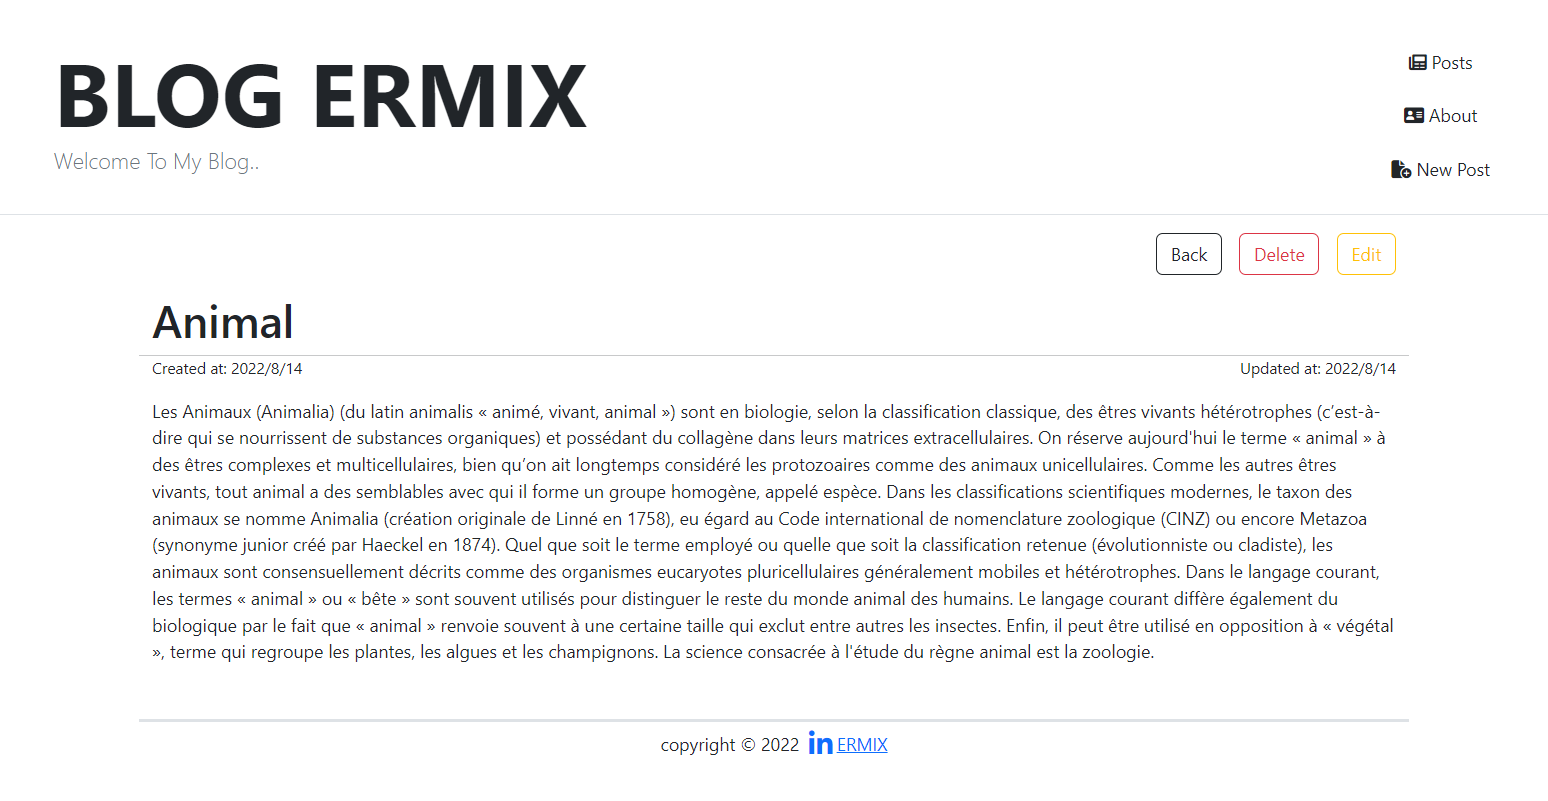 BLOG ERMIX
Welcome To My Blog..
Posts
About
New Post
Back
Delete
Edit
Animal
Created at: 2022/8/14
Updated at: 2022/8/14
Les Animaux (Animalia) (du latin animalis « animé, vivant, animal ») sont en biologie, selon la classification classique, des êtres vivants hétérotrophes (c’est-à-
dire qui se nourrissent de substances organiques) et possédant du collagène dans leurs matrices extracellulaires. On réserve aujourd'hui le terme « animal » à
des êtres complexes et multicellulaires, bien qu’on ait longtemps considéré les protozoaires comme des animaux unicellulaires. Comme les autres êtres
vivants, tout animal a des semblables avec qui il forme un groupe homogène, appelé espèce. Dans les classifications scientifiques modernes, le taxon des
animaux se nomme Animalia (création originale de Linné en 1758), eu égard au Code international de nomenclature zoologique (CINZ) ou encore Metazoa
(synonyme junior créé par Haeckel en 1874). Quel que soit le terme employé ou quelle que soit la classification retenue (évolutionniste ou cladiste), les
animaux sont consensuellement décrits comme des organismes eucaryotes pluricellulaires généralement mobiles et hétérotrophes. Dans le langage courant,
les termes « animal » ou « bête » sont souvent utilisés pour distinguer le reste du monde animal des humains. Le langage courant diffère également du
biologique par le fait que « animal » renvoie souvent à une certaine taille qui exclut entre autres les insectes. Enfin, il peut être utilisé en opposition à « végétal
», terme qui regroupe les plantes, les algues et les champignons. La science consacrée à l'étude du règne animal est la zoologie.
copyright © 2022 in ERMIX